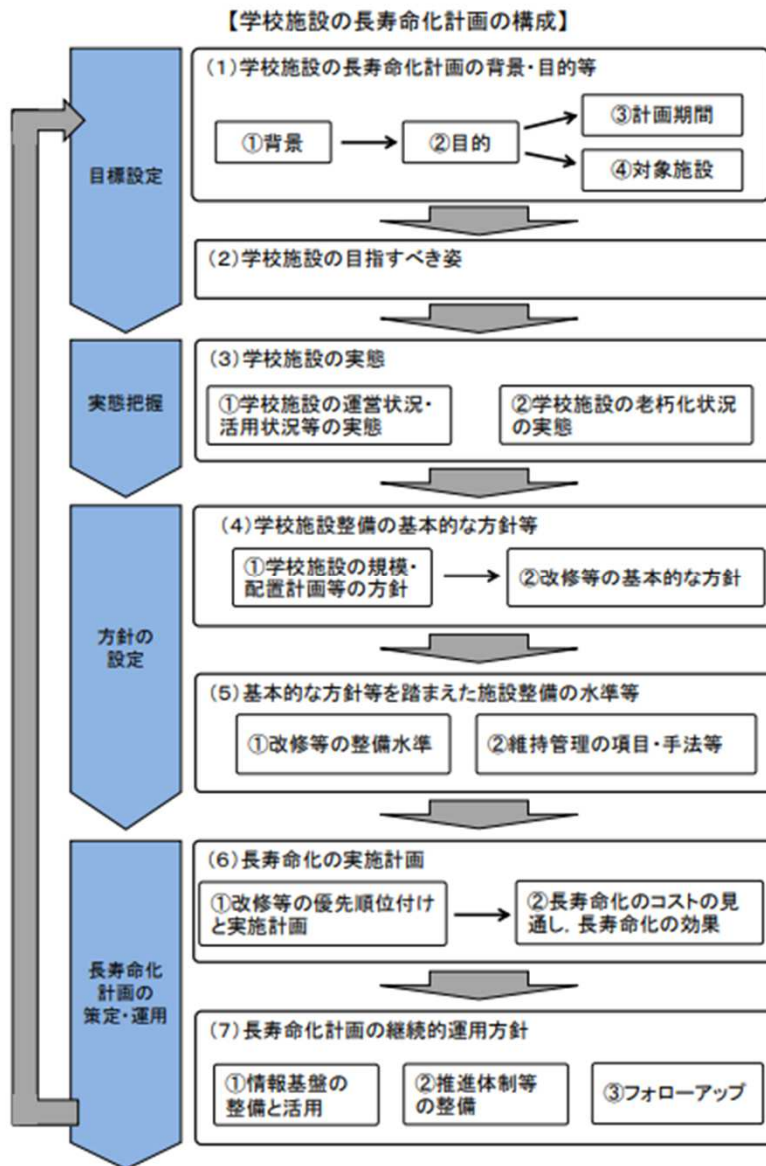 【学校施設の長寿命化計画の構成】
目標設定
(1)学校施設の長寿命化計画の背景・目的等
①背景
②目的
③計画期間
④対象施設
(2)学校施設の目指すべき姿
実態把握
(3)学校施設の実態
①学校施設の運営状況・
活用状況等の実態
②学校施設の老朽化状況
の実態
方針の
設定
(4)学校施設整備の基本的な方針等
①学校施設の規模・
配置計画等の方針
②改修等の基本的な方針
(5)基本的な方針等を踏まえた施設整備の水準等
①改修等の整備水準
②維持管理の項目・手法等
長寿命化
計画の
策定・運用
(6)長寿命化の実施計画
①改修等の優先順位付け
と実施計画
②長寿命化のコストの見
通し，長寿命化の効果
(7)長寿命化計画の継続的運用方針
①情報基盤の
整備と活用
②推進体制等
の整備
③フォローアップ